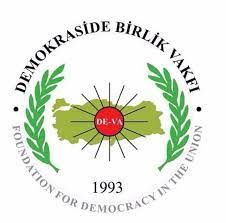 • DEMOKRASİDE BİRLİK VAKFI •
DE-VA
1993
FOUNDATION FOR DEMOCRACY IN THE UNION